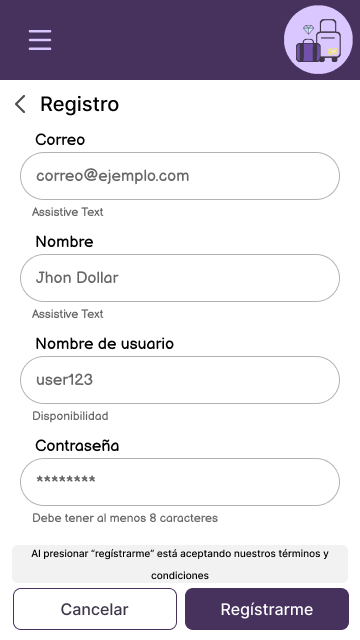 Registro
Correo
correo@ejemplo.com
Assistive Text
Nombre
Jhon Dollar
Assistive Text
Nombre de usuario
user123
Disponibilidad
Contraseña
********
Debe tener al menos 8 caracteres
Al presionar “regístrarme” está aceptando nuestros términos y
condiciones
Cancelar
Regístrarme